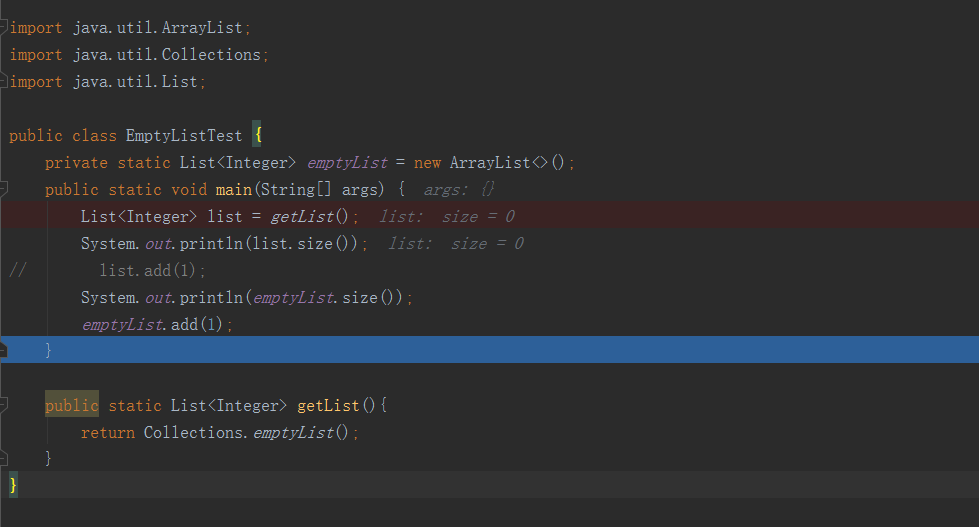 import java.util.ArrayList;
import java.util.Collections;
import java.util.List;
public class EmptyListTest {
private static List<Integer> emptyList = new ArrayList<>();
public static void main(String[] args) { args: {}
List<Integer> list = getList(); list: size = 0
System.out.println(list.size()); list: size = 0
// list.add(1);
System.out.println(emptyList.size());
emptyList.add(1);
}
public static List<Integer> getList(){
return Collections.emptyList();
}
}